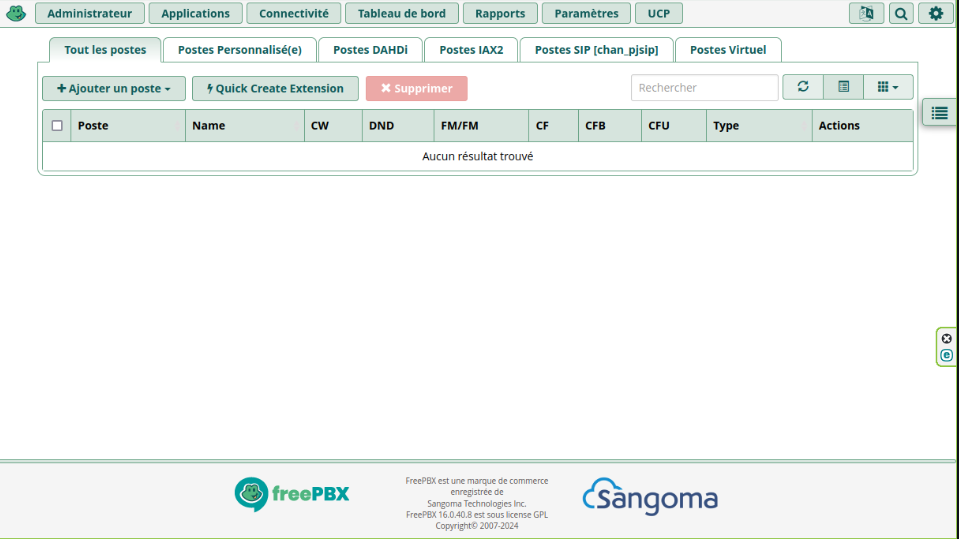 Administrateur Applications Connectivité Tableau de bord Rapports Paramètres UCP
Tout les postes Postes Personnalisé(e) Postes DAHDi Postes IAX2 Postes SIP [chan_pjsip] Postes Virtuel
Ajouter un poste Quick Create Extension Supprimer Rechercher
Poste Name CW DND FM/FM CF CFB CFU Type Actions
Aucun résultat trouvé
freePBX
FreePBX est une marque de commerce
enregistrée de
Sangoma Technologies Inc.
FreePBX 16.0.40.8 est sous license GPL
Copyright© 2007-2024
Sangoma